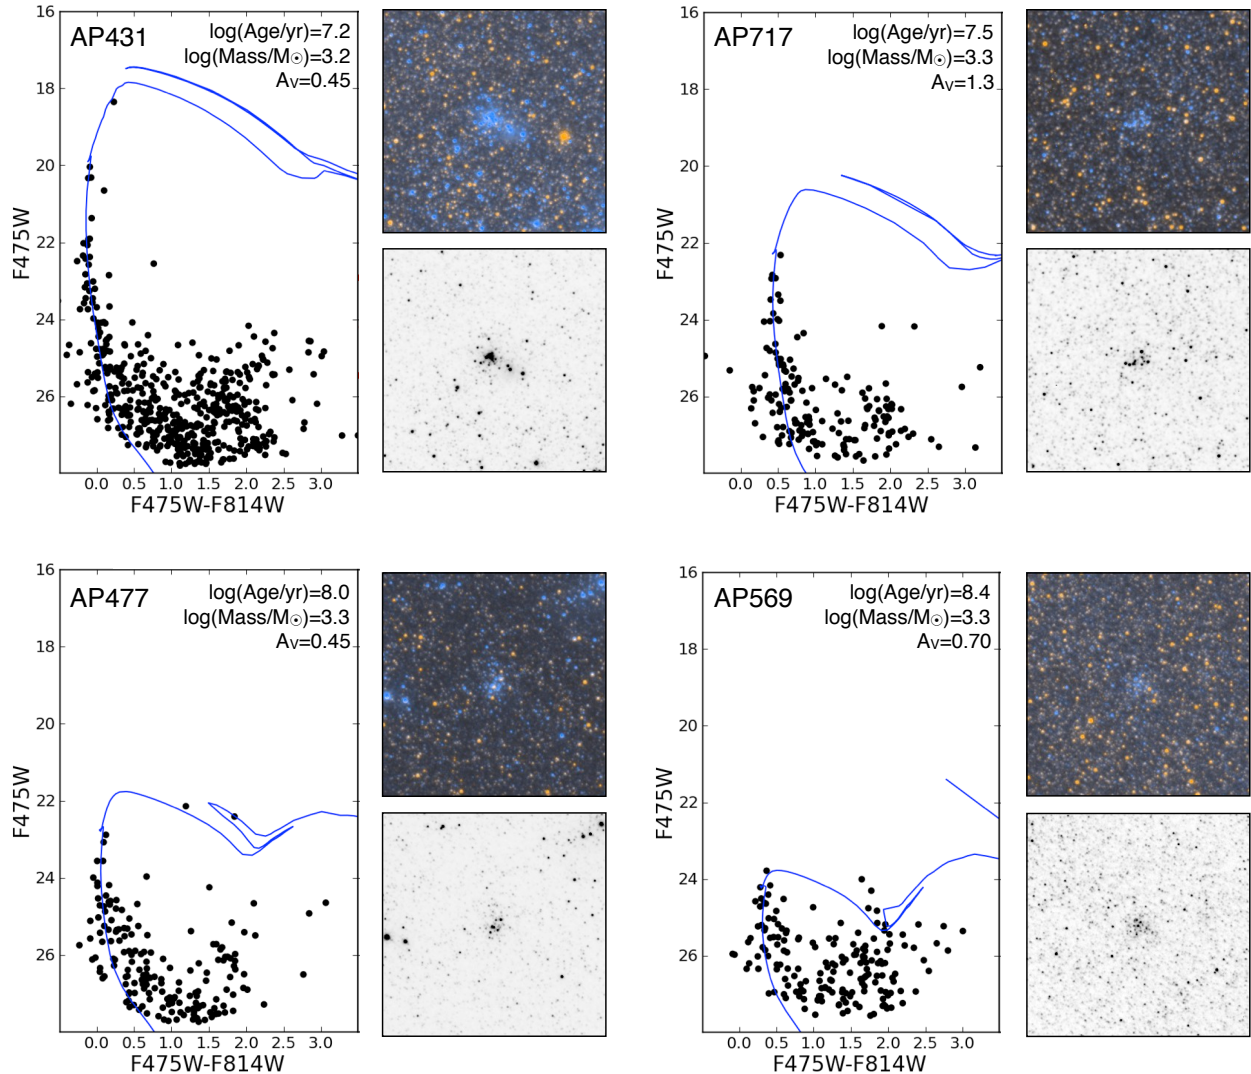 AP431
log(Age/yr)=7.2
log(Mass/M☉)=3.2
AV=0.45
16
18
20
22
24
26
F475W
0.0 0.5 1.0 1.5 2.0 2.5 3.0
F475W-F814W
AP717
log(Age/yr)=7.5
log(Mass/M☉)=3.3
AV=1.3
16
18
20
22
24
26
F475W
0.0 0.5 1.0 1.5 2.0 2.5 3.0
F475W-F814W
AP477
log(Age/yr)=8.0
log(Mass/M☉)=3.3
AV=0.45
16
18
20
22
24
26
F475W
0.0 0.5 1.0 1.5 2.0 2.5 3.0
F475W-F814W
AP569
log(Age/yr)=8.4
log(Mass/M☉)=3.3
AV=0.70
16
18
20
22
24
26
F475W
0.0 0.5 1.0 1.5 2.0 2.5 3.0
F475W-F814W